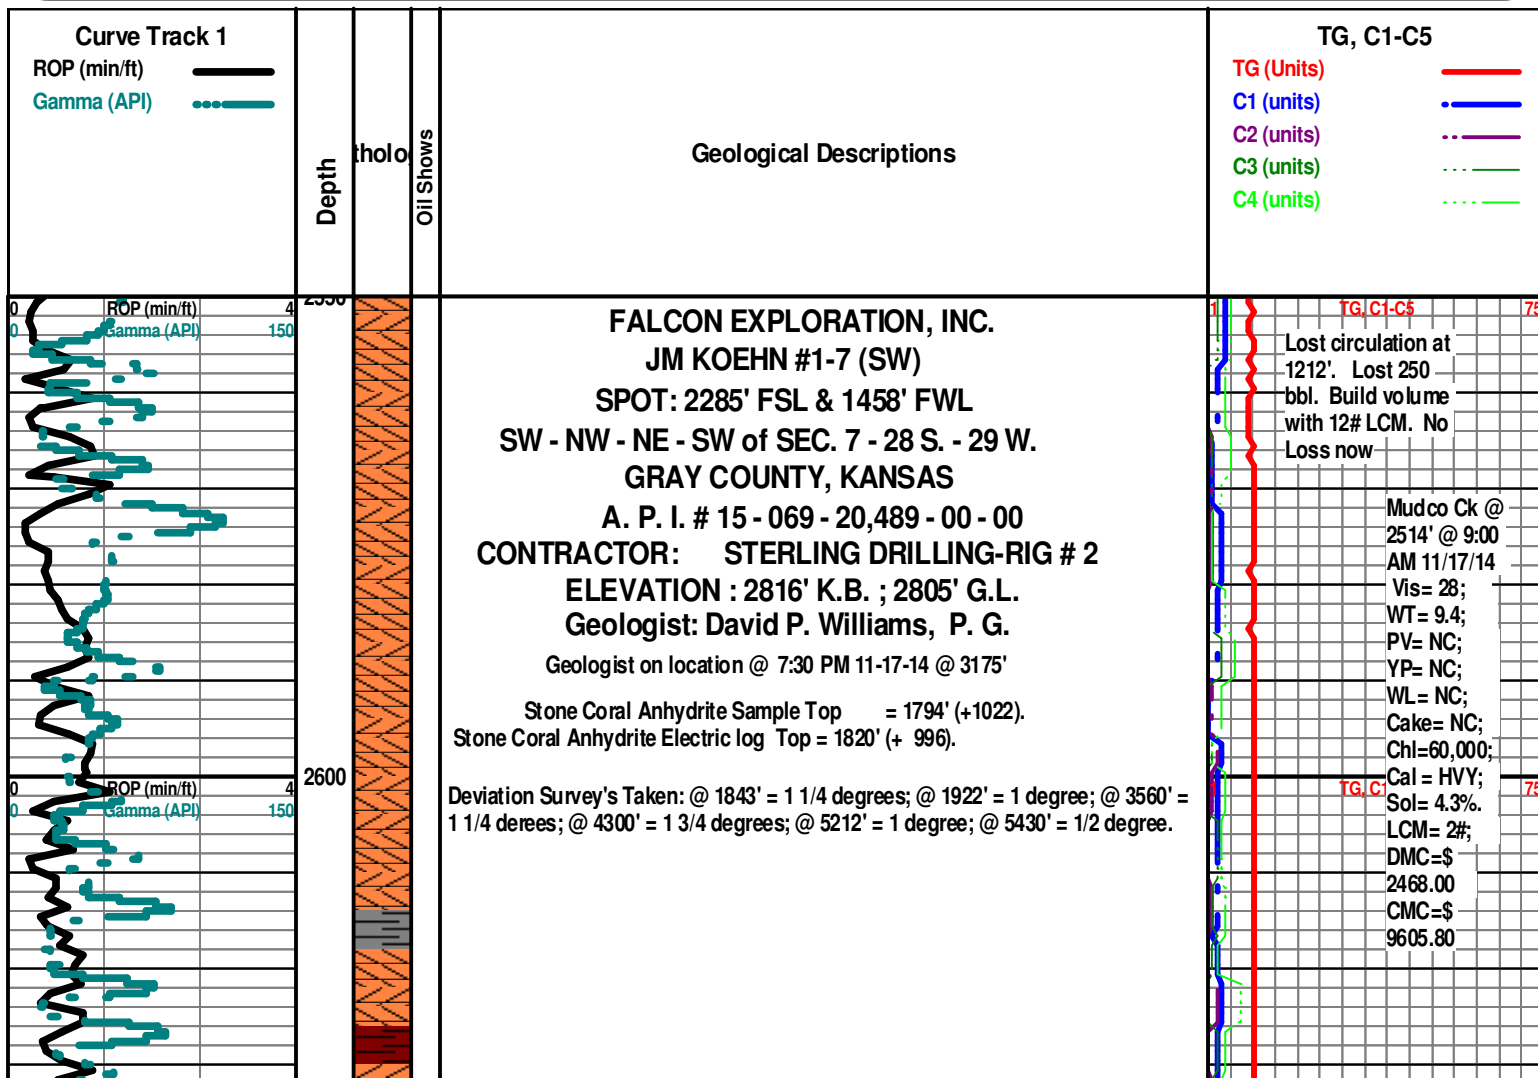 Curve Track 1
ROP (min/ft)
Gamma (API)
Depth
Oil Shows
Geological Descriptions
TG, C1-C5
TG (Units)
C1 (units)
C2 (units)
C3 (units)
C4 (units)
0 ROP (min/ft) 4
0 Gamma (API) 150
2550
FALCON EXPLORATION, INC.
JM KOEHN #1-7 (SW)
SPOT: 2285' FSL & 1458' FWL
SW - NW - NE - SW of SEC. 7 - 28 S. - 29 W.
GRAY COUNTY, KANSAS
A. P. I. # 15 - 069 - 20,489 - 00 - 00
CONTRACTOR: STERLING DRILLING-RIG # 2
ELEVATION : 2816' K.B. ; 2805' G.L.
Geologist: David P. Williams, P. G.
Geologist on location @ 7:30 PM 11-17-14 @ 3175'
Stone Coral Anhydrite Sample Top = 1794' (+1022).
Stone Coral Anhydrite Electric log Top = 1820' (+ 996).
Deviation Survey's Taken: @ 1843' = 1 1/4 degrees; @ 1922' = 1 degree; @ 3560' =
1 1/4 derees; @ 4300' = 1 3/4 degrees; @ 5212' = 1 degree; @ 5430' = 1/2 degree.
1 TG, C1-C5 75
Lost circulation at
1212'. Lost 250
bbl. Build volume
with 12# LCM. No
Loss now
Mudco Ck @
2514' @ 9:00
AM 11/17/14
Vis= 28;
WT= 9.4;
PV= NC;
YP= NC;
WL= NC;
Cake= NC;
Chl=60,000;
Cal = HVY;
Sol= 4.3%.
LCM= 2#;
DMC=$
2468.00
CMC=$
9605.80
2600
0 ROP (min/ft) 4
0 Gamma (API) 150
TG, C1 75